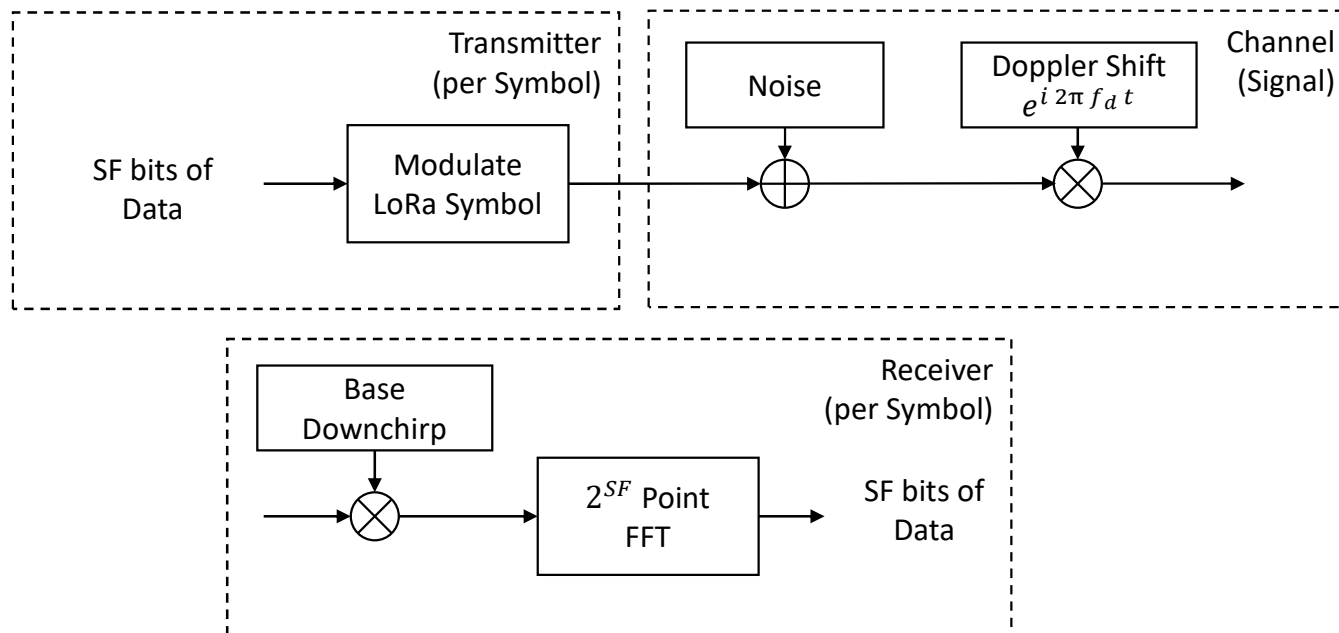 Transmitter
(per Symbol)
SF bits of
Data
Modulate
LoRa Symbol
Channel
(Signal)
Noise
Doppler Shift
e^{i 2π f_d t}
Receiver
(per Symbol)
Base
Downchirp
2^{SF} Point
FFT
SF bits of
Data